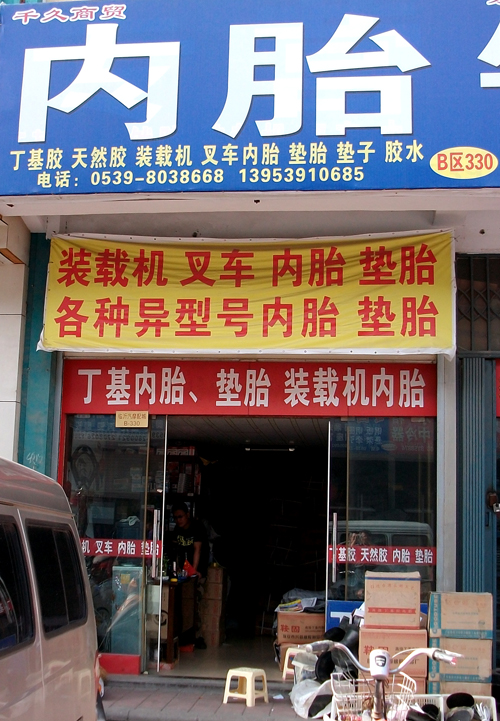 千久商贸
内胎
丁基胶 天然胶 装载机 叉车内胎 垫胎 垫子 胶水
B区330
电话：0539-8038668 13953910685
装载机 叉车 内胎 垫胎
各种异型号内胎 垫胎
丁基内胎、垫胎 装载机内胎
B-330
机 叉车 内胎 垫胎
丁基胶 天然胶 内胎 垫胎